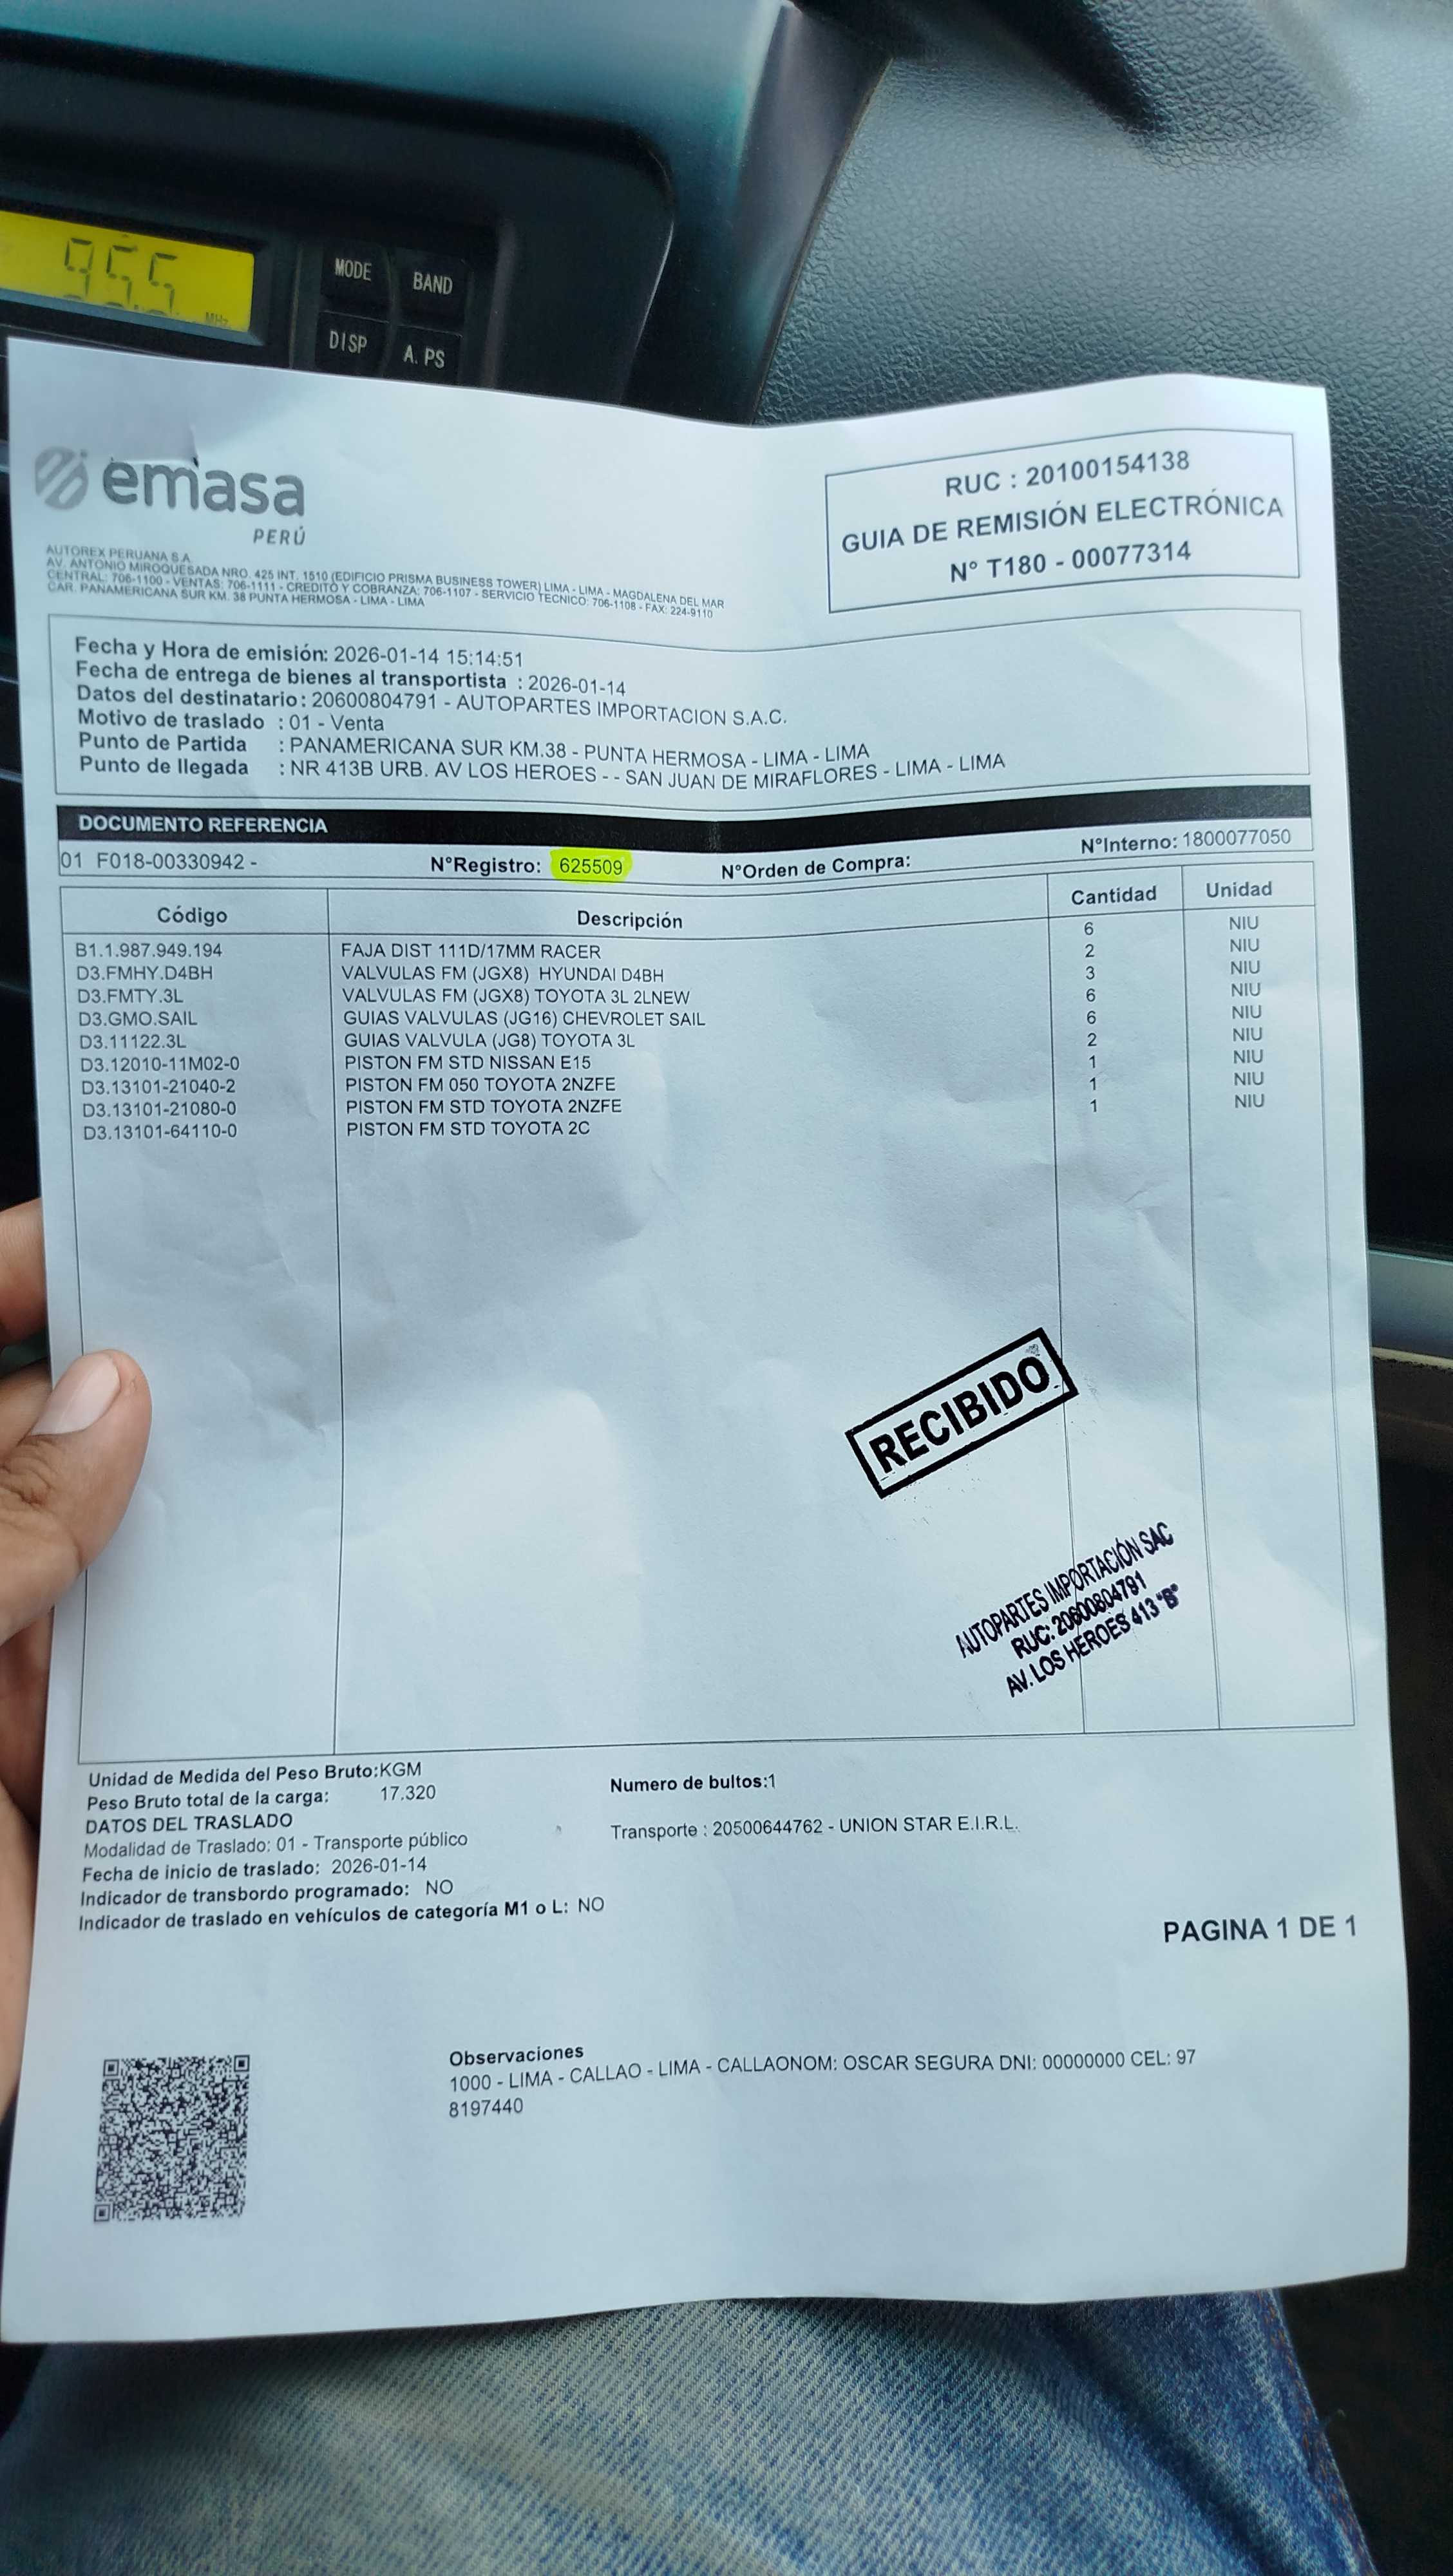 95.5
MHz
MODE BAND
DISP A.PS
emasa
PERÚ
AUTOREX PERUANA S.A.
AV. ANTONIO MIROQUESADA NRO. 425 INT. 1510 (EDIFICIO PRISMA BUSINESS TOWER) LIMA - LIMA - MAGDALENA DEL MAR
CENTRAL: 706-1100 - VENTAS: 706-1111 - CREDITO Y COBRANZA: 706-1107 - SERVICIO TECNICO: 706-1108 - FAX: 224-9110
CAR. PANAMERICANA SUR KM. 38 PUNTA HERMOSA - LIMA - LIMA
RUC : 20100154138
GUIA DE REMISIÓN ELECTRÓNICA
N° T180 - 00077314
Fecha y Hora de emisión: 2026-01-14 15:14:51
Fecha de entrega de bienes al transportista : 2026-01-14
Datos del destinatario : 20600804791 - AUTOPARTES IMPORTACION S.A.C.
Motivo de traslado : 01 - Venta
Punto de Partida : PANAMERICANA SUR KM.38 - PUNTA HERMOSA - LIMA - LIMA
Punto de llegada : NR 413B URB. AV LOS HEROES - - SAN JUAN DE MIRAFLORES - LIMA - LIMA
DOCUMENTO REFERENCIA
01 F018-00330942 - N°Registro: 625509 N°Orden de Compra: N°Interno: 1800077050
Código Descripción Cantidad Unidad
B1.1.987.949.194 FAJA DIST 111D/17MM RACER 6 NIU
D3.FMHY.D4BH VALVULAS FM (JGX8) HYUNDAI D4BH 2 NIU
D3.FMTY.3L VALVULAS FM (JGX8) TOYOTA 3L 2LNEW 3 NIU
D3.GMO.SAIL GUIAS VALVULAS (JG16) CHEVROLET SAIL 6 NIU
D3.11122.3L GUIAS VALVULA (JG8) TOYOTA 3L 6 NIU
D3.12010-11M02-0 PISTON FM STD NISSAN E15 2 NIU
D3.13101-21040-2 PISTON FM 050 TOYOTA 2NZFE 1 NIU
D3.13101-21080-0 PISTON FM STD TOYOTA 2NZFE 1 NIU
D3.13101-64110-0 PISTON FM STD TOYOTA 2C 1 NIU
RECIBIDO
AUTOPARTES IMPORTACIÓN SAC
RUC: 20600804791
AV. LOS HEROES 413 "B"
Unidad de Medida del Peso Bruto: KGM
Peso Bruto total de la carga: 17.320
Numero de bultos:1
DATOS DEL TRASLADO
Modalidad de Traslado: 01 - Transporte público
Transporte : 20500644762 - UNION STAR E.I.R.L.
Fecha de inicio de traslado: 2026-01-14
Indicador de transbordo programado: NO
Indicador de traslado en vehículos de categoría M1 o L: NO
PAGINA 1 DE 1
Observaciones
1000 - LIMA - CALLAO - LIMA - CALLAONOM: OSCAR SEGURA DNI: 00000000 CEL: 97
8197440